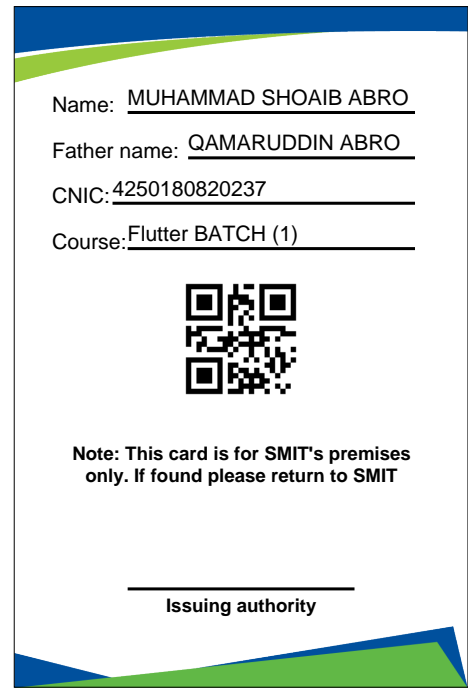 Name: MUHAMMAD SHOAIB ABRO
Father name: QAMARUDDIN ABRO
CNIC: 4250180820237
Course: Flutter BATCH (1)
Note: This card is for SMIT's premises
only. If found please return to SMIT
Issuing authority